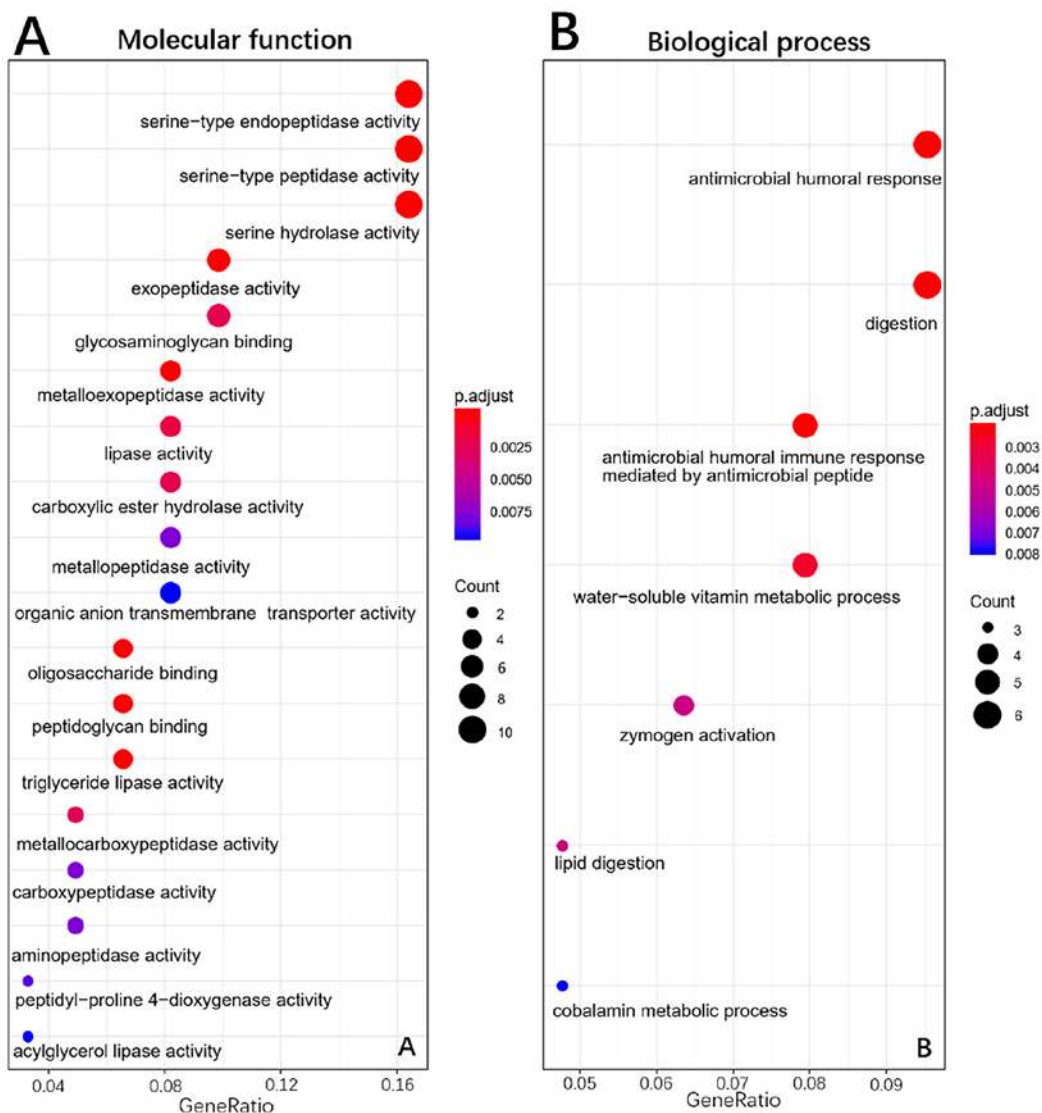 A
Molecular function
serine-type endopeptidase activity
serine-type peptidase activity
serine hydrolase activity
exopeptidase activity
glycosaminoglycan binding
metalloexopeptidase activity
lipase activity
carboxylic ester hydrolase activity
metallopeptidase activity
organic anion transmembrane transporter activity
oligosaccharide binding
peptidoglycan binding
triglyceride lipase activity
metallocarboxypeptidase activity
carboxypeptidase activity
aminopeptidase activity
peptidyl-proline 4-dioxygenase activity
acylglycerol lipase activity
A
0.04 0.08 0.12 0.16
GeneRatio
p.adjust
0.0025
0.0050
0.0075
Count
2
4
6
8
10
B
Biological process
antimicrobial humoral response
digestion
antimicrobial humoral immune response
mediated by antimicrobial peptide
water-soluble vitamin metabolic process
zymogen activation
lipid digestion
cobalamin metabolic process
B
0.05 0.06 0.07 0.08 0.09
GeneRatio
p.adjust
0.003
0.004
0.005
0.006
0.007
0.008
Count
3
4
5
6